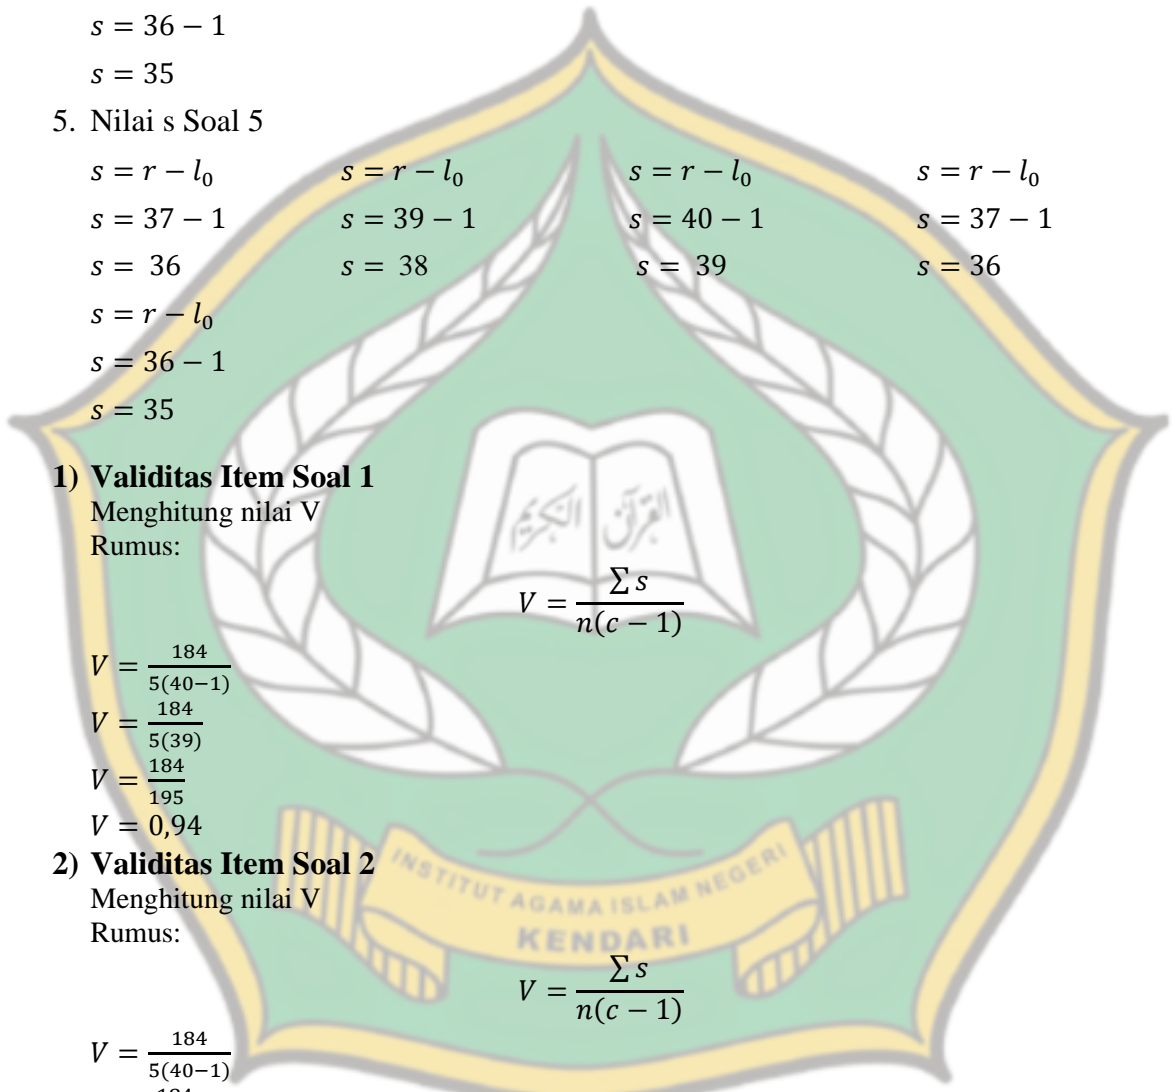 s = 36 − 1
s = 35
5. Nilai s Soal 5
s = r − l₀ s = r − l₀ s = r − l₀ s = r − l₀
s = 37 − 1 s = 39 − 1 s = 40 − 1 s = 37 − 1
s = 36 s = 38 s = 39 s = 36
s = r − l₀
s = 36 − 1
s = 35
1) Validitas Item Soal 1
Menghitung nilai V
Rumus:
القرآن الكريم
V = ∑ s / n(c − 1)
V = 184 / 5(40−1)
V = 184 / 5(39)
V = 184 / 195
V = 0,94
2) Validitas Item Soal 2
Menghitung nilai V
Rumus:
INSTITUT AGAMA ISLAM NEGERI
KENDARI
V = ∑ s / n(c − 1)
V = 184 / 5(40−1)